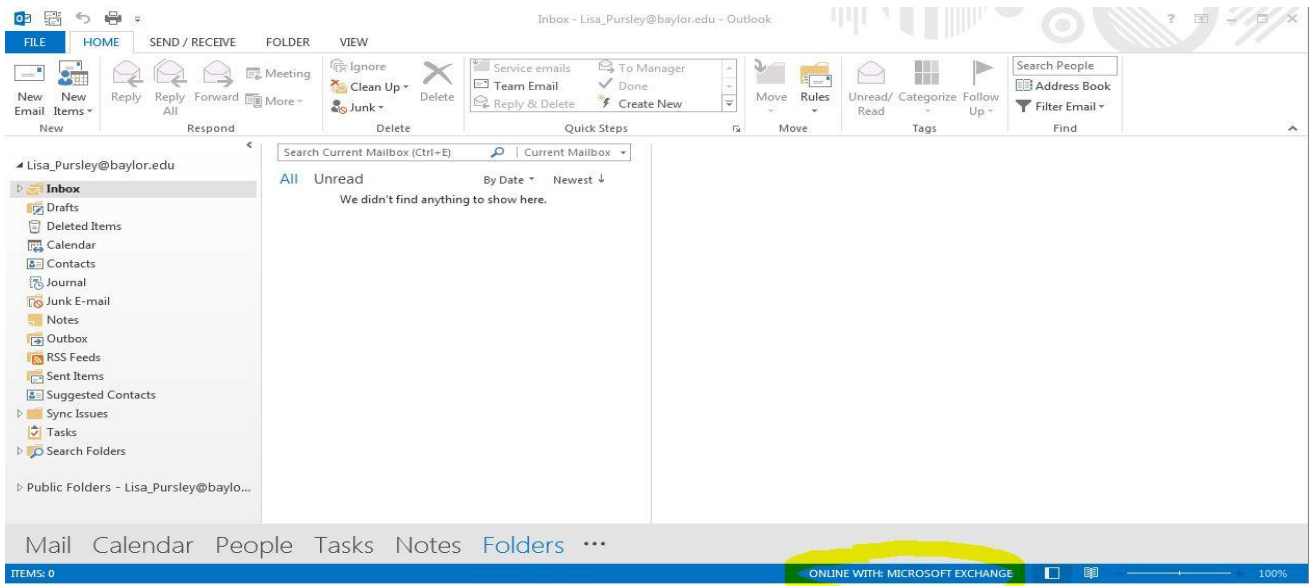 Inbox - Lisa_Pursley@baylor.edu - Outlook
?
FILE HOME SEND / RECEIVE FOLDER VIEW
New Email
New Items
Reply
Reply All
Forward
Meeting
More
Respond
New
Ignore
Clean Up
Junk
Delete
Delete
Service emails
Team Email
Reply & Delete
To Manager
Done
Create New
Quick Steps
Move
Rules
Move
Unread/ Read
Categorize
Follow Up
Tags
Search People
Address Book
Filter Email
Find
Lisa_Pursley@baylor.edu
Inbox
Drafts
Deleted Items
Calendar
Contacts
Journal
Junk E-mail
Notes
Outbox
RSS Feeds
Sent Items
Suggested Contacts
Sync Issues
Tasks
Search Folders
Public Folders - Lisa_Pursley@baylo...
Search Current Mailbox (Ctrl+E) Current Mailbox
All Unread By Date Newest ↓
We didn't find anything to show here.
Mail Calendar People Tasks Notes Folders ...
ITEMS: 0 ONLINE WITH: MICROSOFT EXCHANGE 100%